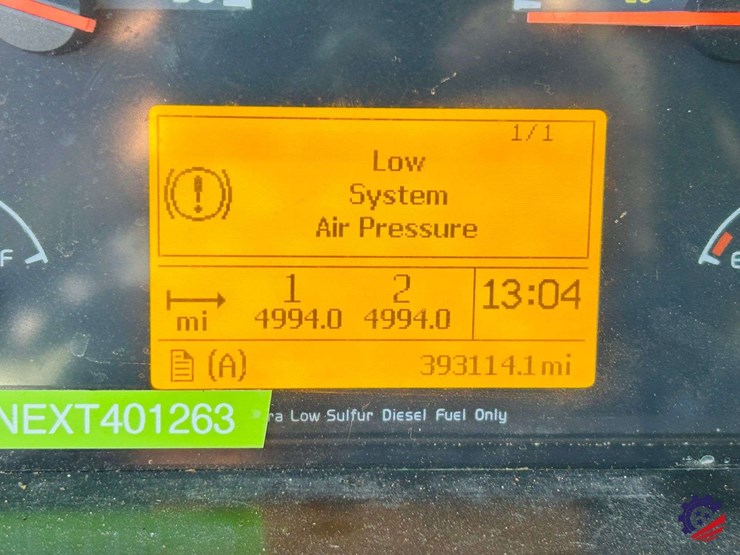 1/1
Low
System
Air Pressure
1 2
mi 4994.0 4994.0
13:04
(A) 393114.1 mi
F
E
NEXT401263
Low Sulfur Diesel Fuel Only